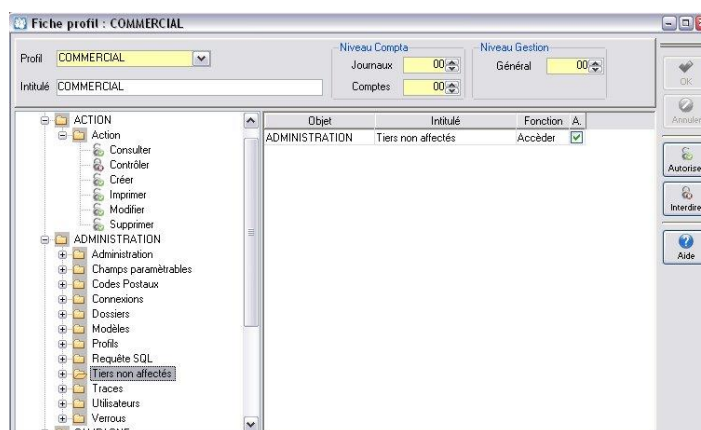 Fiche profil : COMMERCIAL
Profil COMMERCIAL
Intitulé COMMERCIAL
Niveau Compta
Journaux 00
Comptes 00
Niveau Gestion
Général 00
OK
Annuler
Autorise
Interdire
Aide
ACTION
Action
Consulter
Contrôler
Créer
Imprimer
Modifier
Supprimer
ADMINISTRATION
Administration
Champs paramètrables
Codes Postaux
Connexions
Dossiers
Modèles
Profils
Requête SQL
Tiers non affectés
Traces
Utilisateurs
Verrous
Objet Intitulé Fonction A.
ADMINISTRATION Tiers non affectés Accèder